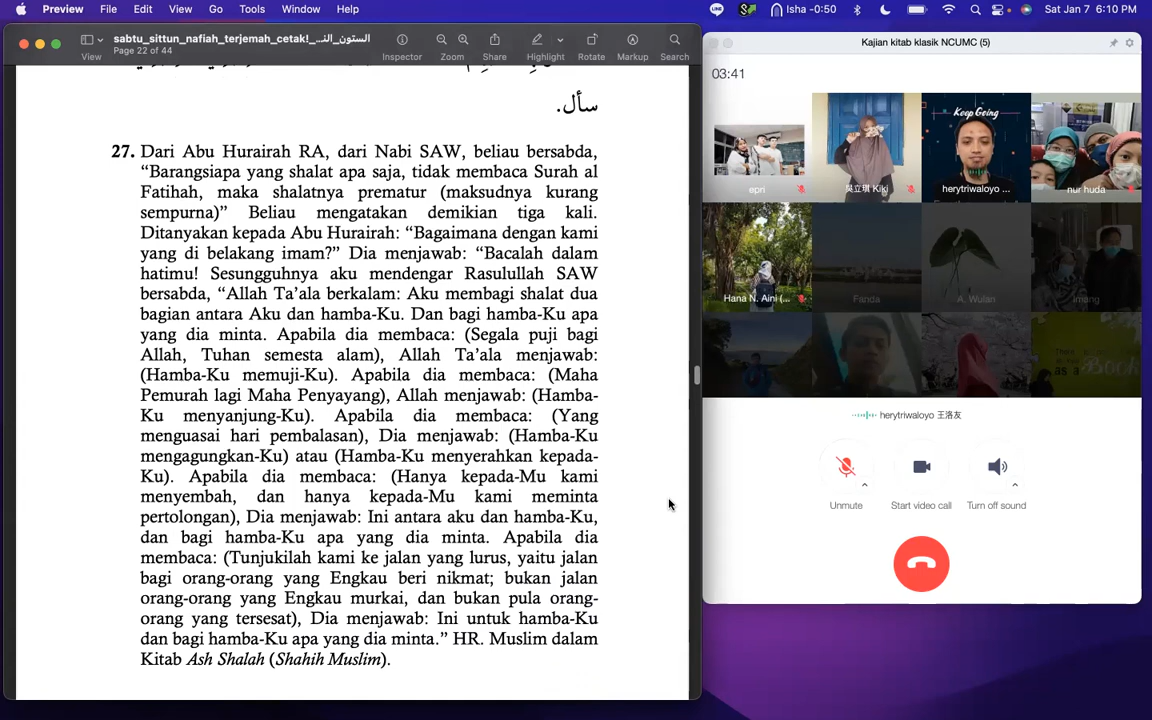 Preview File Edit View Go Tools Window Help
Isha -0:50 Sat Jan 7 6:10 PM
sabtu_sittun_nafiah_terjemah_cetak!_الستون_الن...
Page 22 of 44
View Inspector Zoom Share Highlight Rotate Markup Search
سأل.
27. Dari Abu Hurairah RA, dari Nabi SAW, beliau bersabda,
“Barangsiapa yang shalat apa saja, tidak membaca Surah al
Fatihah, maka shalatnya prematur (maksudnya kurang
sempurna)” Beliau mengatakan demikian tiga kali.
Ditanyakan kepada Abu Hurairah: “Bagaimana dengan kami
yang di belakang imam?” Dia menjawab: “Bacalah dalam
hatimu! Sesungguhnya aku mendengar Rasulullah SAW
bersabda, “Allah Ta’ala berkalam: Aku membagi shalat dua
bagian antara Aku dan hamba-Ku. Dan bagi hamba-Ku apa
yang dia minta. Apabila dia membaca: (Segala puji bagi
Allah, Tuhan semesta alam), Allah Ta’ala menjawab:
(Hamba-Ku memuji-Ku). Apabila dia membaca: (Maha
Pemurah lagi Maha Penyayang), Allah menjawab: (Hamba-
Ku menyanjung-Ku). Apabila dia membaca: (Yang
menguasai hari pembalasan), Dia menjawab: (Hamba-Ku
mengagungkan-Ku) atau (Hamba-Ku menyerahkan kepada-
Ku). Apabila dia membaca: (Hanya kepada-Mu kami
menyembah, dan hanya kepada-Mu kami meminta
pertolongan), Dia menjawab: Ini antara aku dan hamba-Ku,
dan bagi hamba-Ku apa yang dia minta. Apabila dia
membaca: (Tunjukilah kami ke jalan yang lurus, yaitu jalan
bagi orang-orang yang Engkau beri nikmat; bukan jalan
orang-orang yang Engkau murkai, dan bukan pula orang-
orang yang tersesat), Dia menjawab: Ini untuk hamba-Ku
dan bagi hamba-Ku apa yang dia minta.” HR. Muslim dalam
Kitab Ash Shalah (Shahih Muslim).
Kajian kitab klasik NCUMC (5)
03:41
Keep Going
epri 吳立琪 Kiki herytriwaloyo ... nur huda
Hana N. Aini (... Fanda A. Wulan Imong
as a Book
herytriwaloyo 王洛友
Unmute Start video call Turn off sound